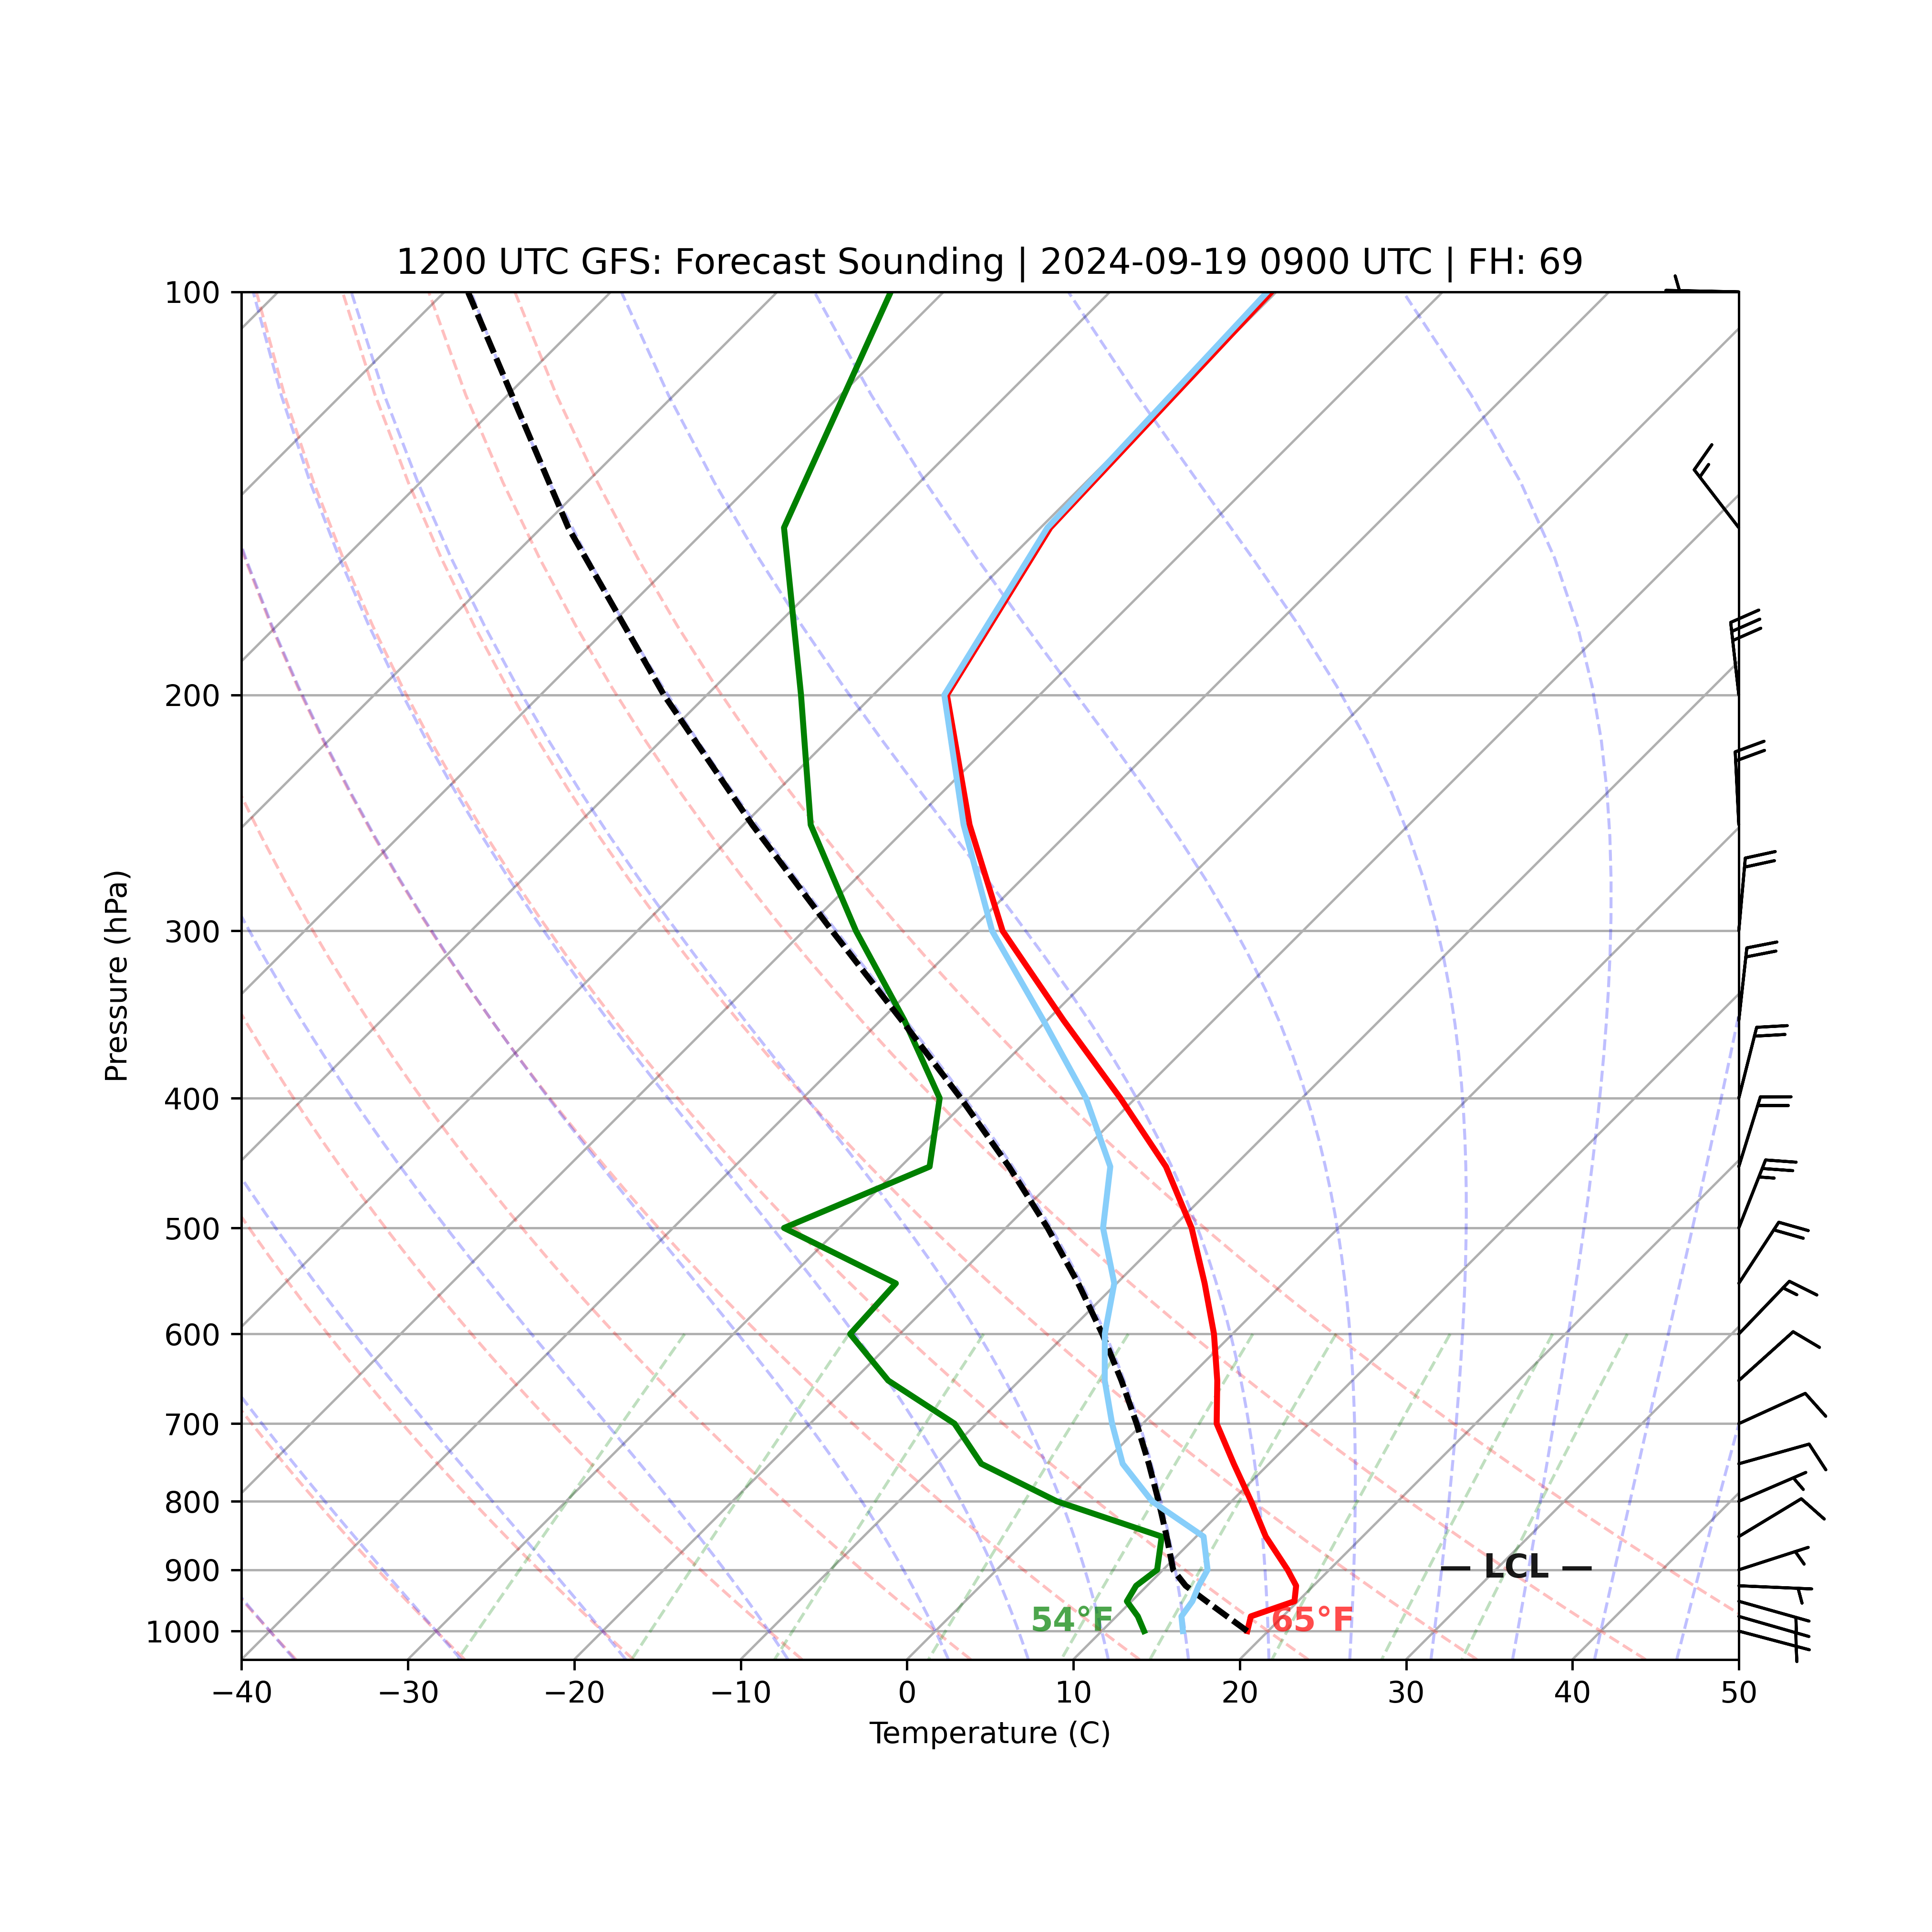 1200 UTC GFS: Forecast Sounding | 2024-09-19 0900 UTC | FH: 69
100
200
300
400
500
600
700
800
900
1000
Pressure (hPa)
— LCL —
54°F
65°F
−40 −30 −20 −10 0 10 20 30 40 50
Temperature (C)